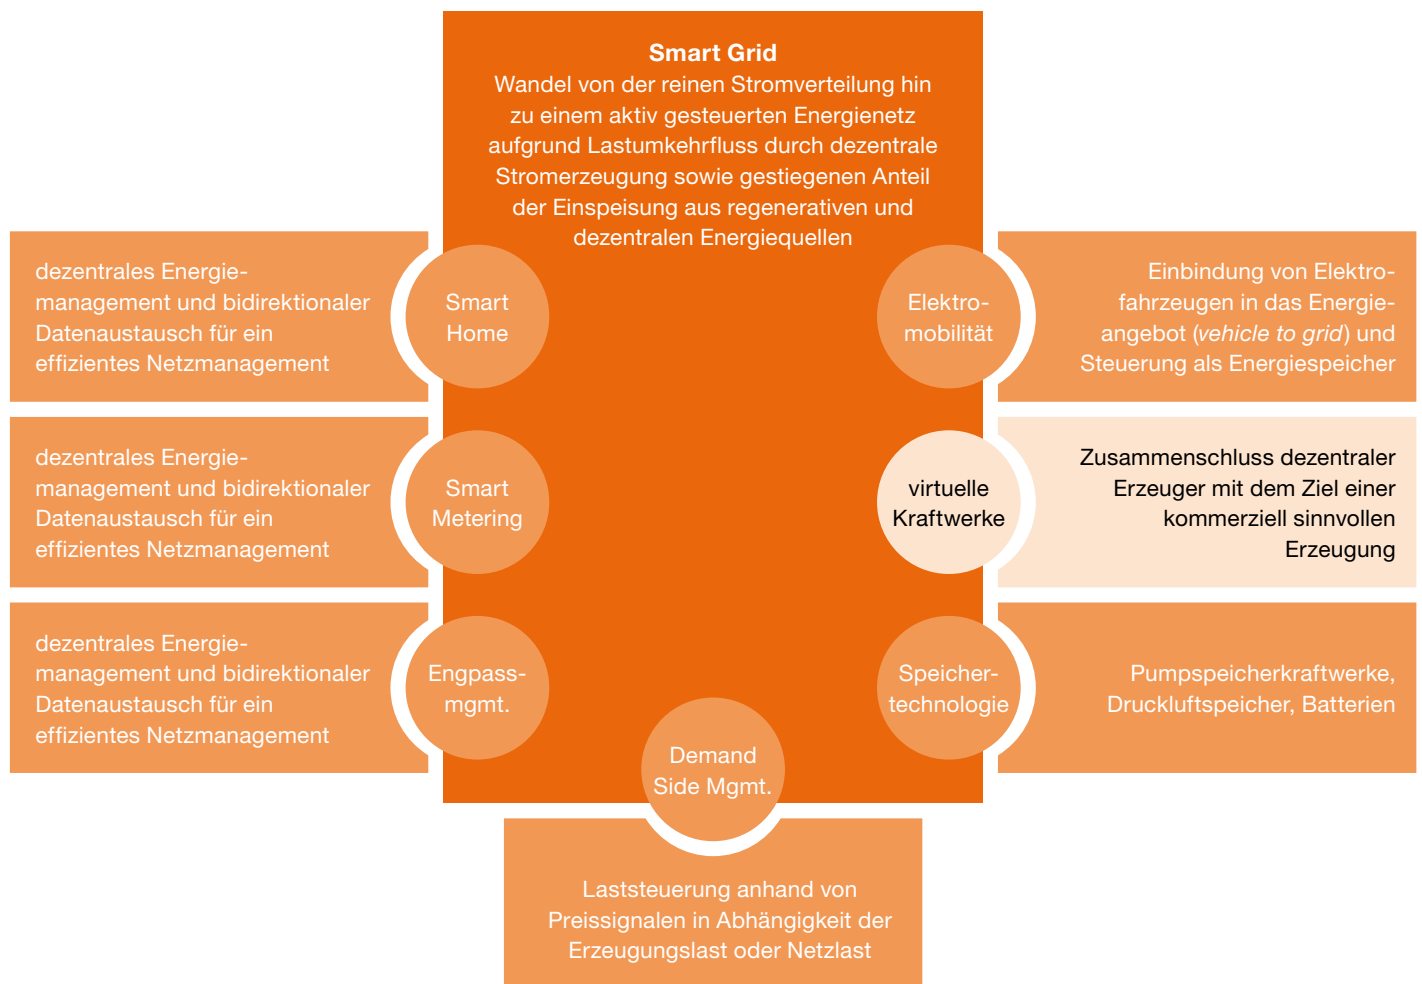 Smart Grid
Wandel von der reinen Stromverteilung hin
zu einem aktiv gesteuerten Energienetz
aufgrund Lastumkehrfluss durch dezentrale
Stromerzeugung sowie gestiegenen Anteil
der Einspeisung aus regenerativen und
dezentralen Energiequellen
dezentrales Energie-
management und bidirektionaler
Datenaustausch für ein
effizientes Netzmanagement
Smart
Home
Elektro-
mobilität
Einbindung von Elektro-
fahrzeugen in das Energie-
angebot (vehicle to grid) und
Steuerung als Energiespeicher
dezentrales Energie-
management und bidirektionaler
Datenaustausch für ein
effizientes Netzmanagement
Smart
Metering
virtuelle
Kraftwerke
Zusammenschluss dezentraler
Erzeuger mit dem Ziel einer
kommerziell sinnvollen
Erzeugung
dezentrales Energie-
management und bidirektionaler
Datenaustausch für ein
effizientes Netzmanagement
Engpass-
mgmt.
Speicher-
technologie
Pumpspeicherkraftwerke,
Druckluftspeicher, Batterien
Demand
Side Mgmt.
Laststeuerung anhand von
Preissignalen in Abhängigkeit der
Erzeugungslast oder Netzlast